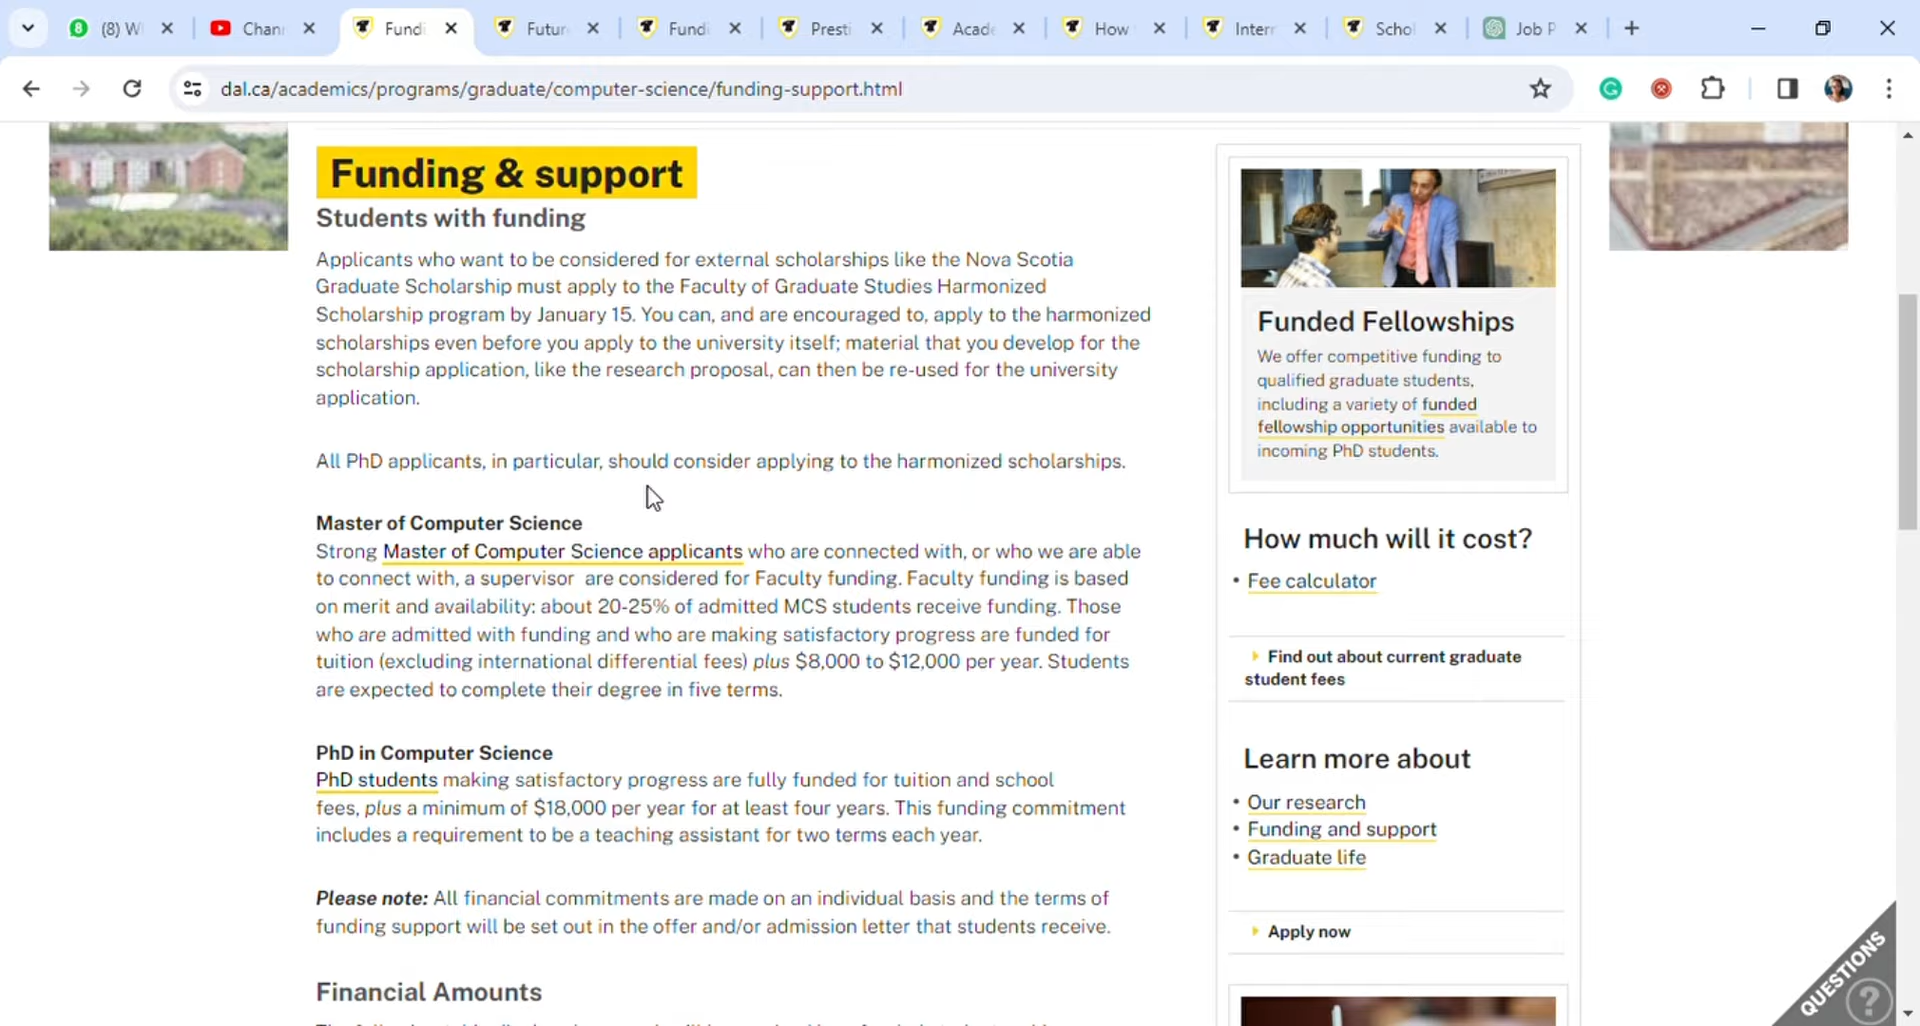 8
(8) W
Chan
Fundi
Futur
Fundi
Presti
Acade
How
Intern
Schol
Job P
dal.ca/academics/programs/graduate/computer-science/funding-support.html
Funding & support
Students with funding
Applicants who want to be considered for external scholarships like the Nova Scotia
Graduate Scholarship must apply to the Faculty of Graduate Studies Harmonized
Scholarship program by January 15. You can, and are encouraged to, apply to the harmonized
scholarships even before you apply to the university itself; material that you develop for the
scholarship application, like the research proposal, can then be re-used for the university
application.
All PhD applicants, in particular, should consider applying to the harmonized scholarships.
Master of Computer Science
Strong Master of Computer Science applicants who are connected with, or who we are able
to connect with, a supervisor are considered for Faculty funding. Faculty funding is based
on merit and availability: about 20-25% of admitted MCS students receive funding. Those
who are admitted with funding and who are making satisfactory progress are funded for
tuition (excluding international differential fees) plus $8,000 to $12,000 per year. Students
are expected to complete their degree in five terms.
PhD in Computer Science
PhD students making satisfactory progress are fully funded for tuition and school
fees, plus a minimum of $18,000 per year for at least four years. This funding commitment
includes a requirement to be a teaching assistant for two terms each year.
Please note: All financial commitments are made on an individual basis and the terms of
funding support will be set out in the offer and/or admission letter that students receive.
Financial Amounts
Funded Fellowships
We offer competitive funding to
qualified graduate students,
including a variety of funded
fellowship opportunities available to
incoming PhD students.
How much will it cost?
• Fee calculator
Find out about current graduate
student fees
Learn more about
• Our research
• Funding and support
• Graduate life
Apply now
QUESTIONS
?